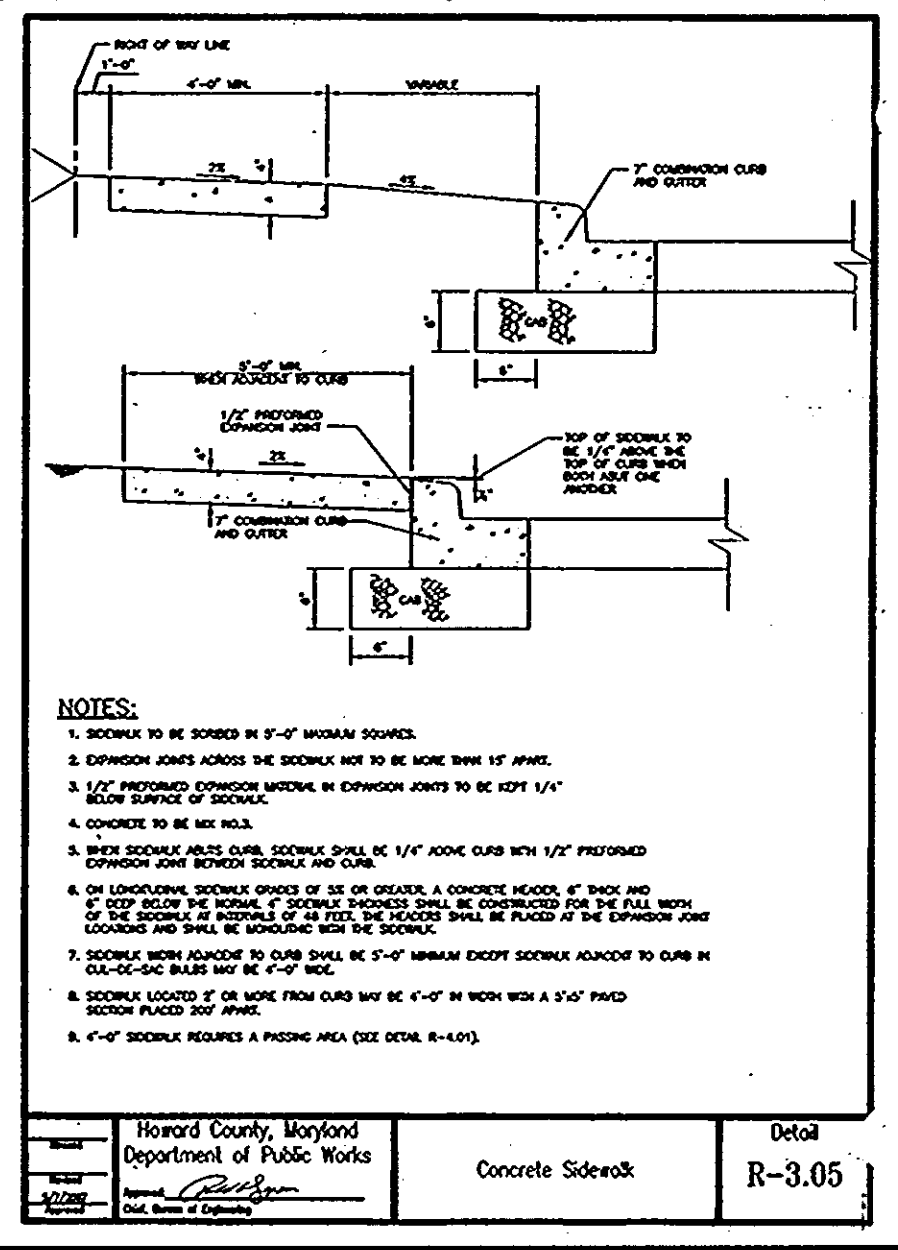 RIGHT OF WAY LINE
1'-0"
4'-0" MIN.
VARIABLE
2%
4"
4%
7" COMBINATION CURB
AND GUTTER
6"
CAB
6"
5'-0" MIN.
WHEN ADJACENT TO CURB
1/2" PREFORMED
EXPANSION JOINT
TOP OF SIDEWALK TO
BE 1/4" ABOVE THE
TOP OF CURB WHEN
BOTH ABUT ONE
ANOTHER
4"
2%
7" COMBINATION CURB
AND GUTTER
6"
CAB
6"
NOTES:
1. SIDEWALK TO BE SCRIBED IN 5'-0" MAXIMUM SQUARES.
2. EXPANSION JOINTS ACROSS THE SIDEWALK NOT TO BE MORE THAN 15' APART.
3. 1/2" PREFORMED EXPANSION MATERIAL IN EXPANSION JOINTS TO BE KEPT 1/4"
BELOW SURFACE OF SIDEWALK.
4. CONCRETE TO BE MIX NO.3.
5. WHEN SIDEWALK ABUTS CURB, SIDEWALK SHALL BE 1/4" ABOVE CURB WITH 1/2" PREFORMED
EXPANSION JOINT BETWEEN SIDEWALK AND CURB.
6. ON LONGITUDINAL SIDEWALK GRADES OF 5% OR GREATER, A CONCRETE HEADER, 6" THICK AND
6" DEEP BELOW THE NORMAL 4" SIDEWALK THICKNESS SHALL BE CONSTRUCTED FOR THE FULL WIDTH
OF THE SIDEWALK AT INTERVALS OF 48 FEET. THE HEADERS SHALL BE PLACED AT THE EXPANSION JOINT
LOCATIONS AND SHALL BE MONOLITHIC WITH THE SIDEWALK.
7. SIDEWALK WIDTH ADJACENT TO CURB SHALL BE 5'-0" MINIMUM EXCEPT SIDEWALK ADJACENT TO CURB IN
CUL-DE-SAC BULBS MAY BE 4'-0" WIDE.
8. SIDEWALK LOCATED 2' OR MORE FROM CURB MAY BE 4'-0" IN WIDTH WITH A 5'x5' PAVED
SECTION PLACED 200' APART.
9. 4'-0" SIDEWALK REQUIRES A PASSING AREA (SEE DETAIL R-4.01).
Revised
Revised
Approved
Howard County, Maryland
Department of Public Works
Approved:
Chief, Bureau of Engineering
Concrete Sidewalk
Detail
R-3.05